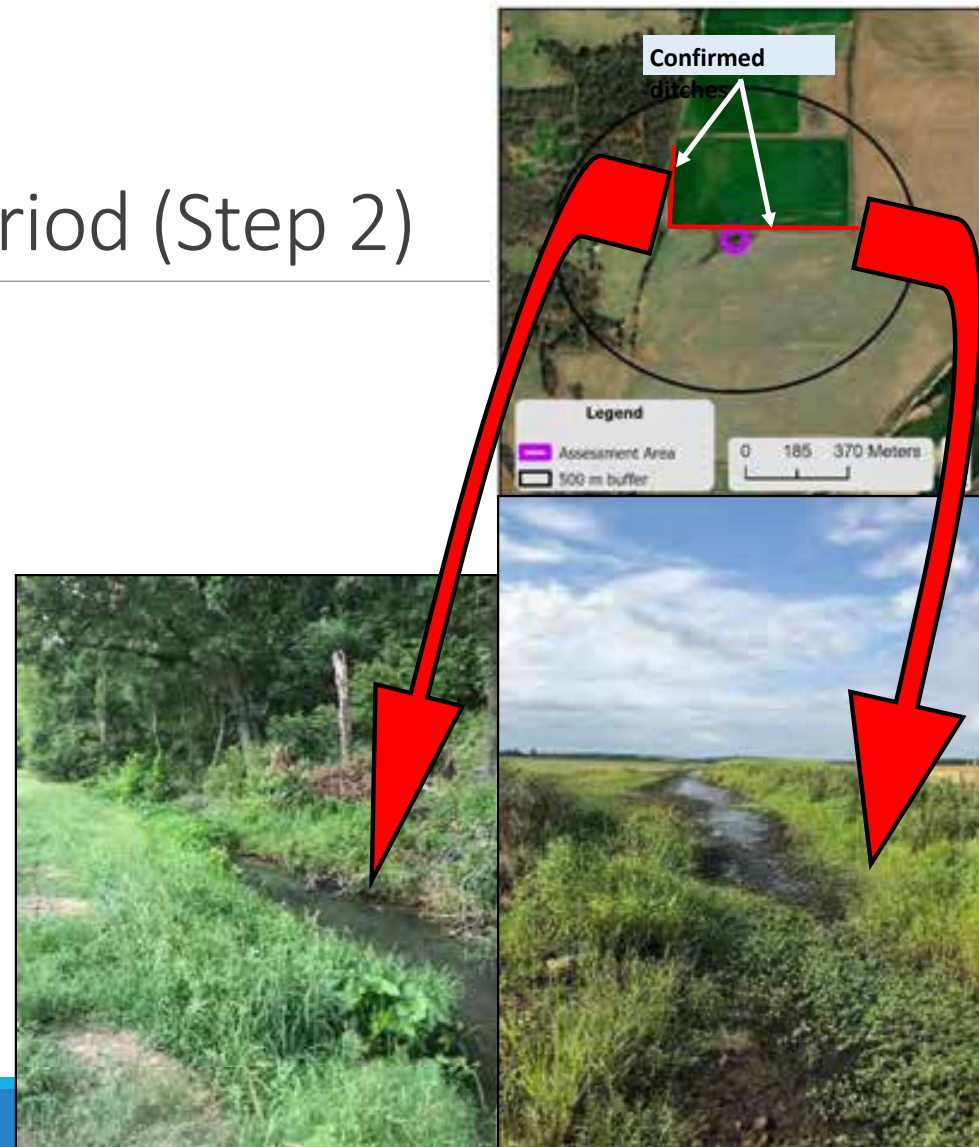 riod (Step 2)
Confirmed
ditches
Legend
Assessment Area
500 m buffer
0 185 370 Meters